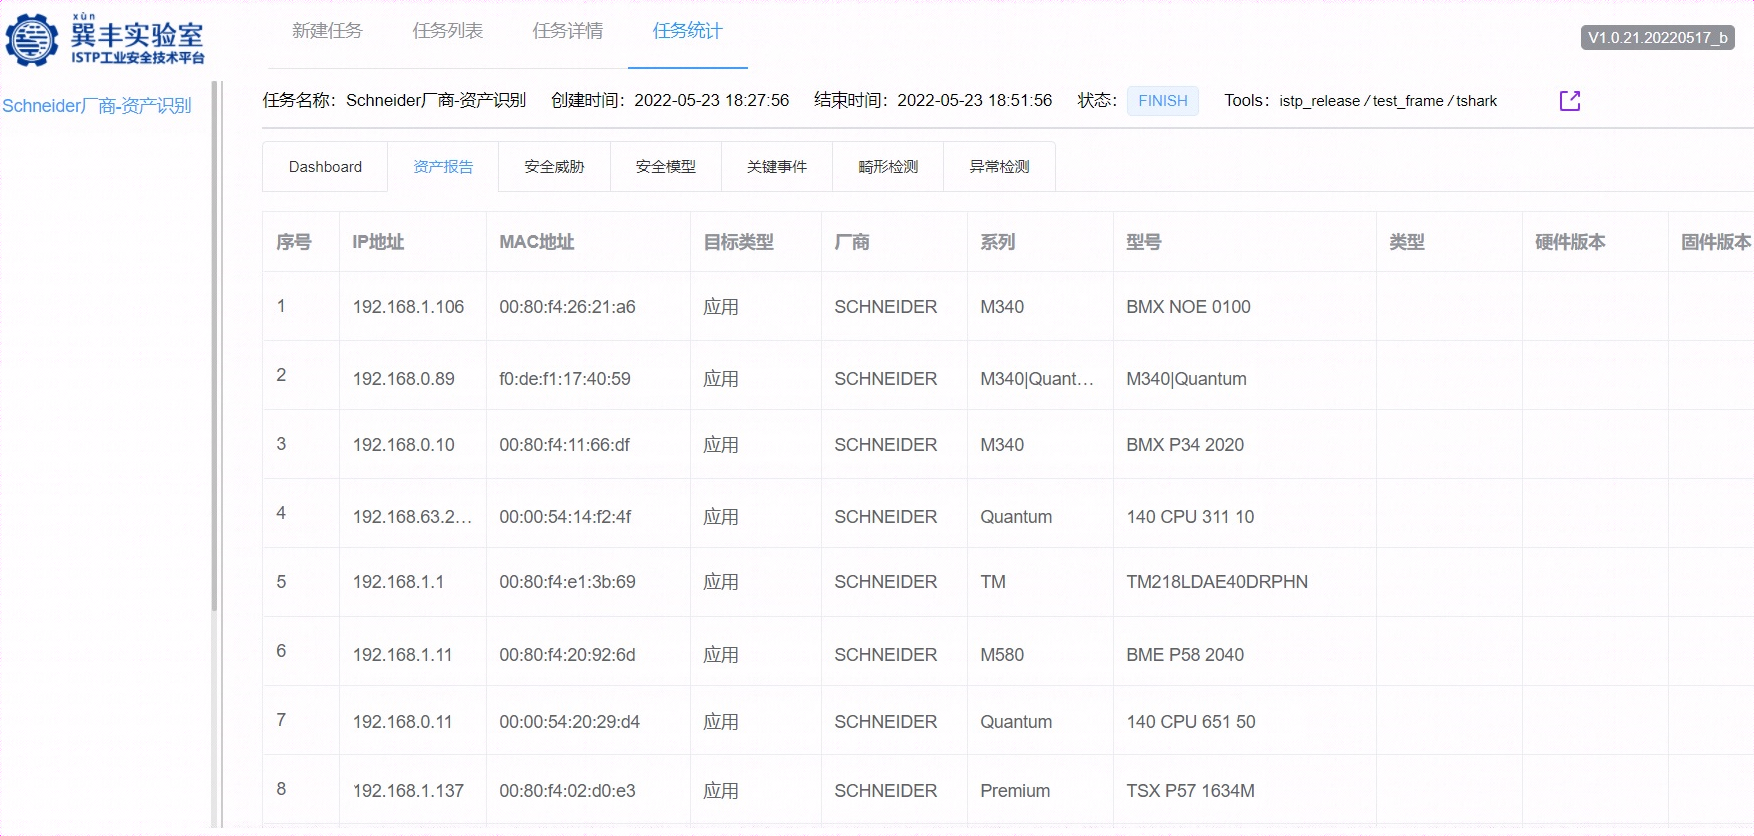 xùn
巽丰实验室
ISTP工业安全技术平台
新建任务 任务列表 任务详情 任务统计
V1.0.21.20220517_b
Schneider厂商-资产识别
任务名称：Schneider厂商-资产识别 创建时间：2022-05-23 18:27:56 结束时间：2022-05-23 18:51:56 状态：FINISH Tools：istp_release / test_frame / tshark
Dashboard 资产报告 安全威胁 安全模型 关键事件 畸形检测 异常检测
序号 IP地址 MAC地址 目标类型 厂商 系列 型号 类型 硬件版本 固件版本
1 192.168.1.106 00:80:f4:26:21:a6 应用 SCHNEIDER M340 BMX NOE 0100
2 192.168.0.89 f0:de:f1:17:40:59 应用 SCHNEIDER M340|Quant... M340|Quantum
3 192.168.0.10 00:80:f4:11:66:df 应用 SCHNEIDER M340 BMX P34 2020
4 192.168.63.2... 00:00:54:14:f2:4f 应用 SCHNEIDER Quantum 140 CPU 311 10
5 192.168.1.1 00:80:f4:e1:3b:69 应用 SCHNEIDER TM TM218LDAE40DRPHN
6 192.168.1.11 00:80:f4:20:92:6d 应用 SCHNEIDER M580 BME P58 2040
7 192.168.0.11 00:00:54:20:29:d4 应用 SCHNEIDER Quantum 140 CPU 651 50
8 192.168.1.137 00:80:f4:02:d0:e3 应用 SCHNEIDER Premium TSX P57 1634M